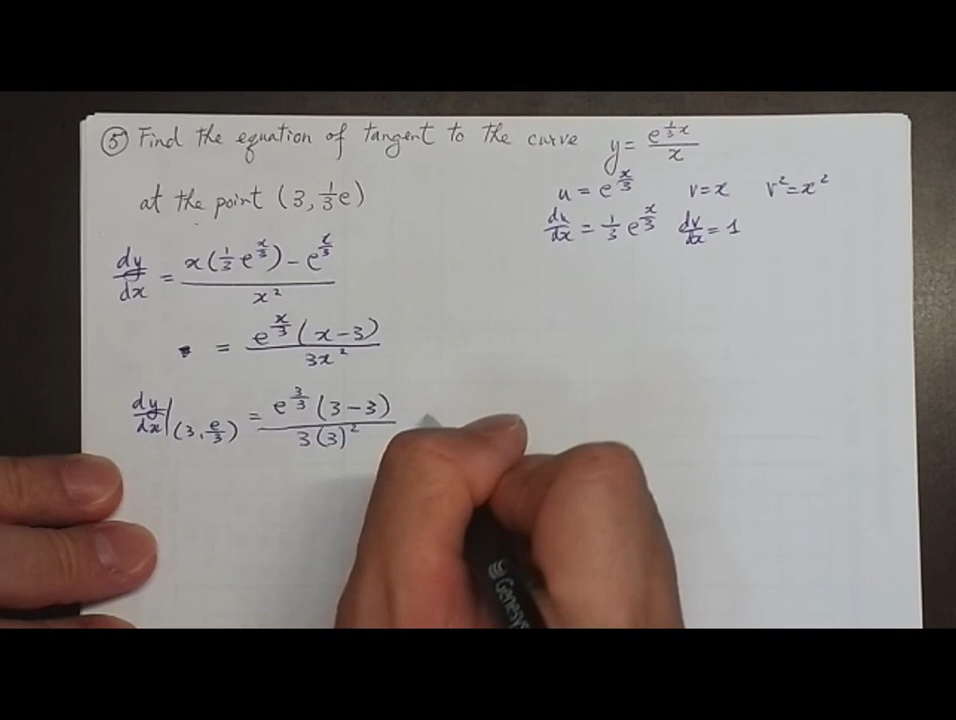 ⑤ Find the equation of tangent to the curve y = e^(1/3 x)/x
at the point (3, 1/3 e)
u = e^(x/3) v = x v² = x²
du/dx = 1/3 e^(x/3) dv/dx = 1
dy/dx = (x(1/3 e^(x/3)) - e^(x/3))/x²
= e^(x/3)(x-3)/3x²
dy/dx|(3, e/3) = e^(3/3)(3-3)/3(3)²
Genesys